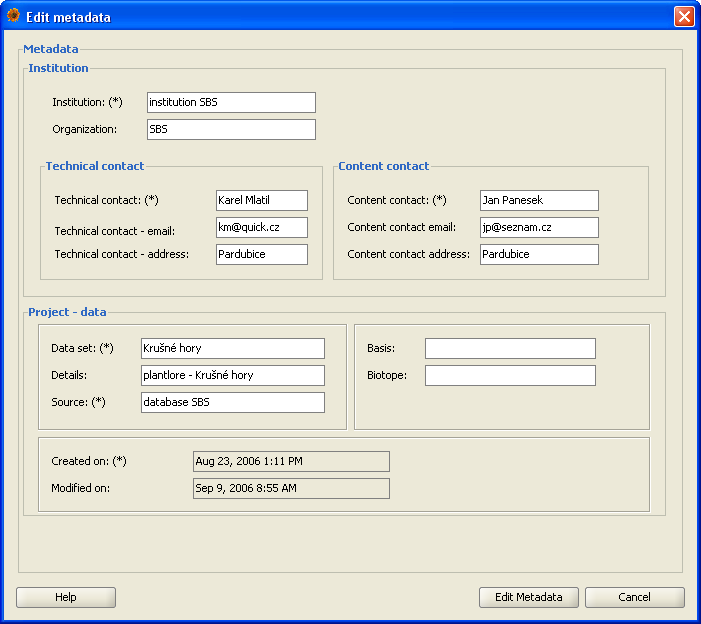 Edit metadata
Metadata
Institution
Institution: (*) institution SBS
Organization: SBS
Technical contact
Technical contact: (*) Karel Mlatil
Technical contact - email: km@quick.cz
Technical contact - address: Pardubice
Content contact
Content contact: (*) Jan Panesek
Content contact email: jp@seznam.cz
Content contact address: Pardubice
Project - data
Data set: (*) Krušné hory
Details: plantlore - Krušné hory
Source: (*) database SBS
Basis:
Biotope:
Created on: (*) Aug 23, 2006 1:11 PM
Modified on: Sep 9, 2006 8:55 AM
Help Edit Metadata Cancel